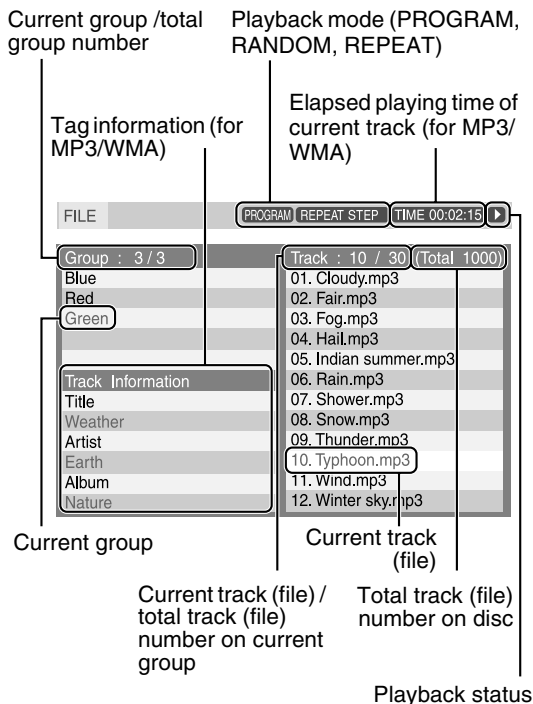 Current group /total
group number
Playback mode (PROGRAM,
RANDOM, REPEAT)
Tag information (for
MP3/WMA)
Elapsed playing time of
current track (for MP3/
WMA)
FILE
PROGRAM REPEAT STEP TIME 00:02:15
Group : 3 / 3
Blue
Red
Green
Track Information
Title
Weather
Artist
Earth
Album
Nature
Track : 10 / 30 (Total 1000)
01. Cloudy.mp3
02. Fair.mp3
03. Fog.mp3
04. Hail.mp3
05. Indian summer.mp3
06. Rain.mp3
07. Shower.mp3
08. Snow.mp3
09. Thunder.mp3
10. Typhoon.mp3
11. Wind.mp3
12. Winter sky.mp3
Current group
Current track
(file)
Current track (file) /
total track (file)
number on current
group
Total track (file)
number on disc
Playback status